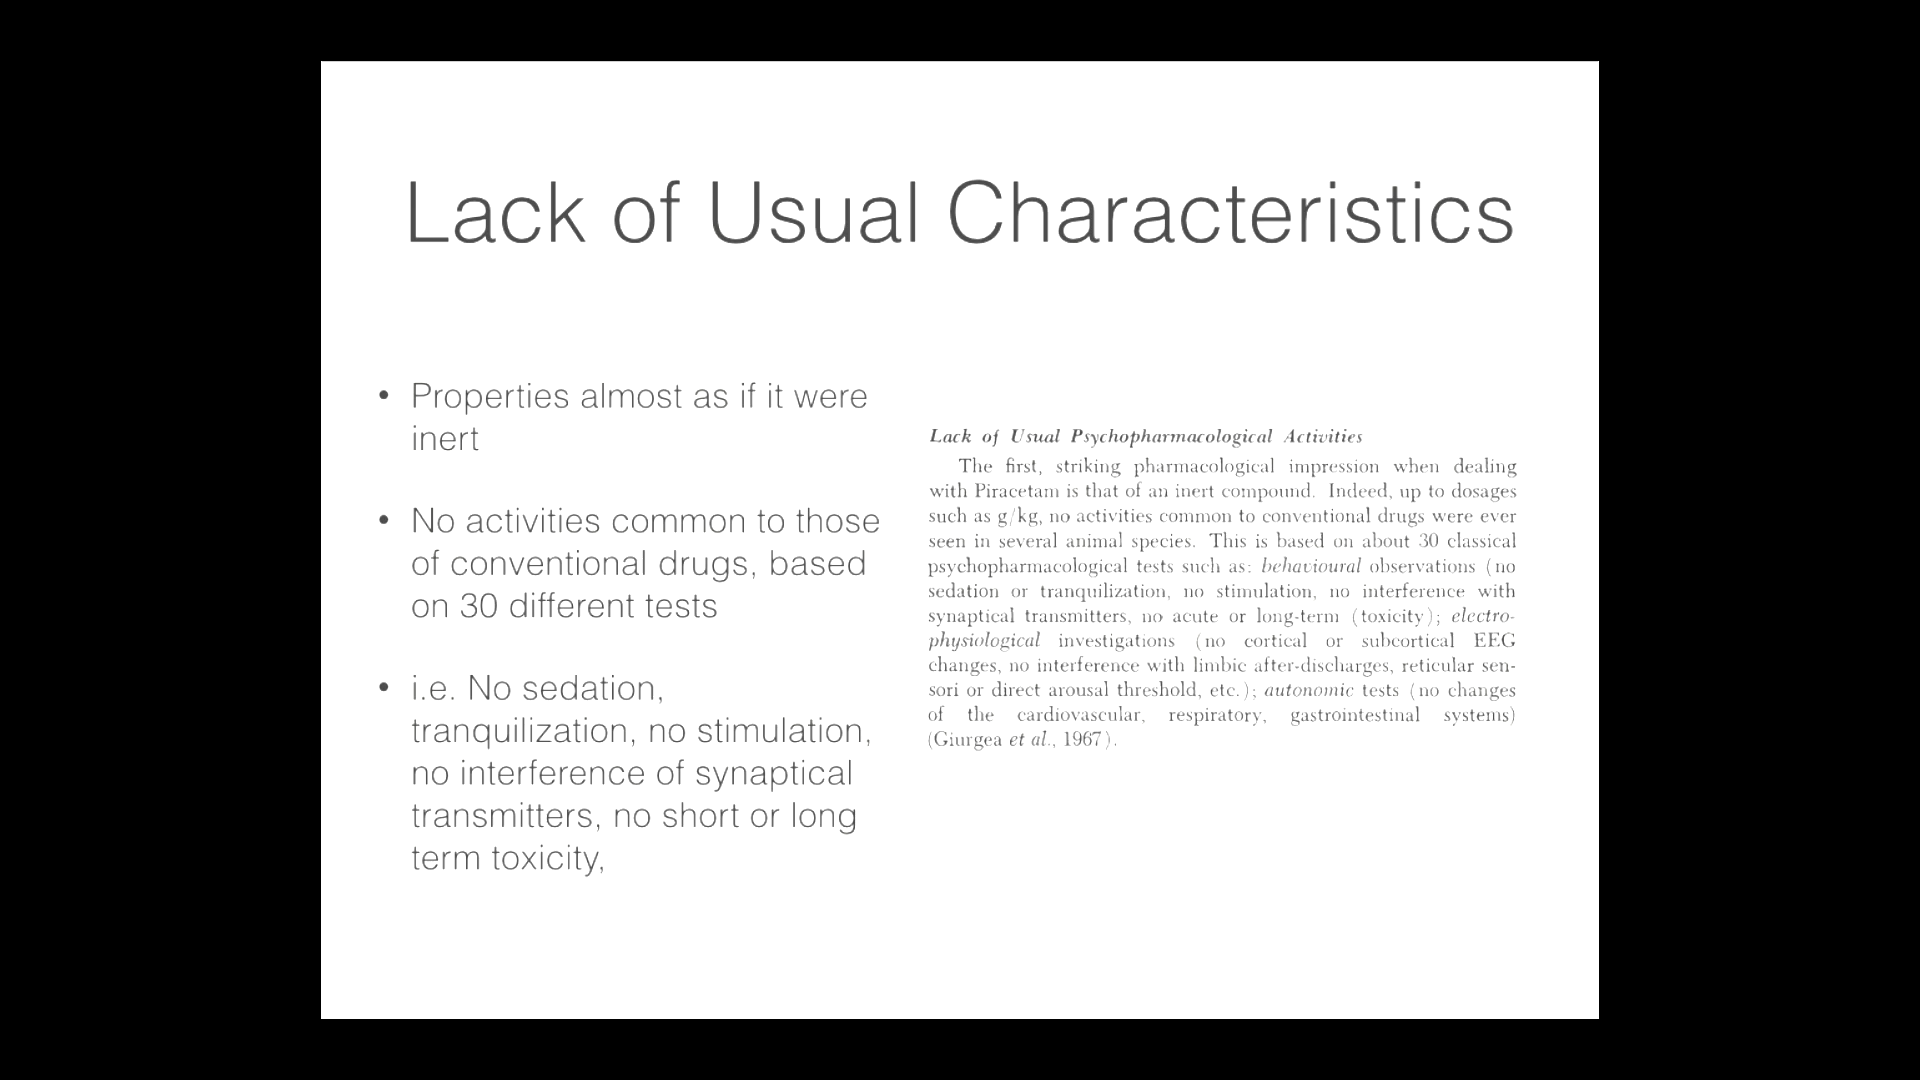 Lack of Usual Characteristics
• Properties almost as if it were
inert
• No activities common to those
of conventional drugs, based
on 30 different tests
• i.e. No sedation,
tranquilization, no stimulation,
no interference of synaptical
transmitters, no short or long
term toxicity,
Lack of Usual Psychopharmacological Activities
The first, striking pharmacological impression when dealing
with Piracetam is that of an inert compound. Indeed, up to dosages
such as g/kg, no activities common to conventional drugs were ever
seen in several animal species. This is based on about 30 classical
psychopharmacological tests such as: behavioural observations (no
sedation or tranquilization, no stimulation, no interference with
synaptical transmitters, no acute or long-term (toxicity); electro-
physiological investigations (no cortical or subcortical EEG
changes, no interference with limbic after-discharges, reticular sen-
sori or direct arousal threshold, etc.); autonomic tests (no changes
of the cardiovascular, respiratory, gastrointestinal systems)
(Giurgea et al., 1967).